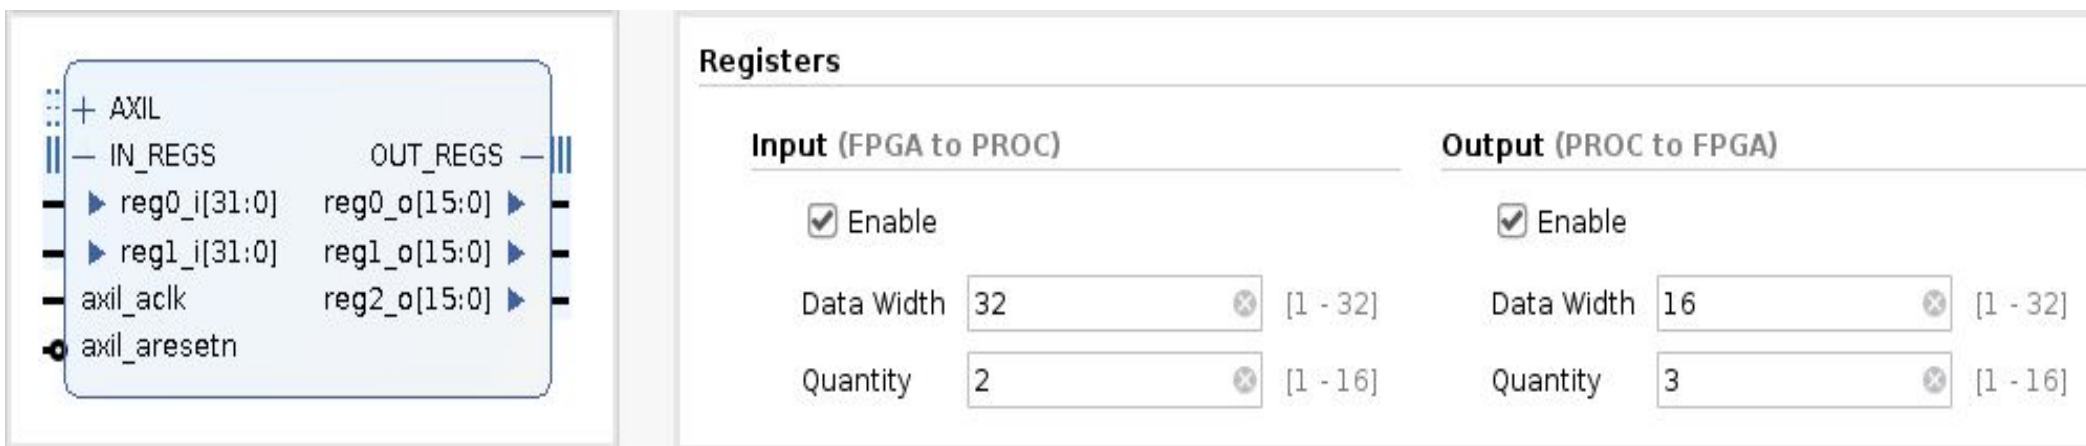 + AXIL
− IN_REGS OUT_REGS −
reg0_i[31:0] reg0_o[15:0]
reg1_i[31:0] reg1_o[15:0]
axil_aclk reg2_o[15:0]
axil_aresetn
Registers
Input (FPGA to PROC)
Enable
Data Width 32 [1 - 32]
Quantity 2 [1 - 16]
Output (PROC to FPGA)
Enable
Data Width 16 [1 - 32]
Quantity 3 [1 - 16]